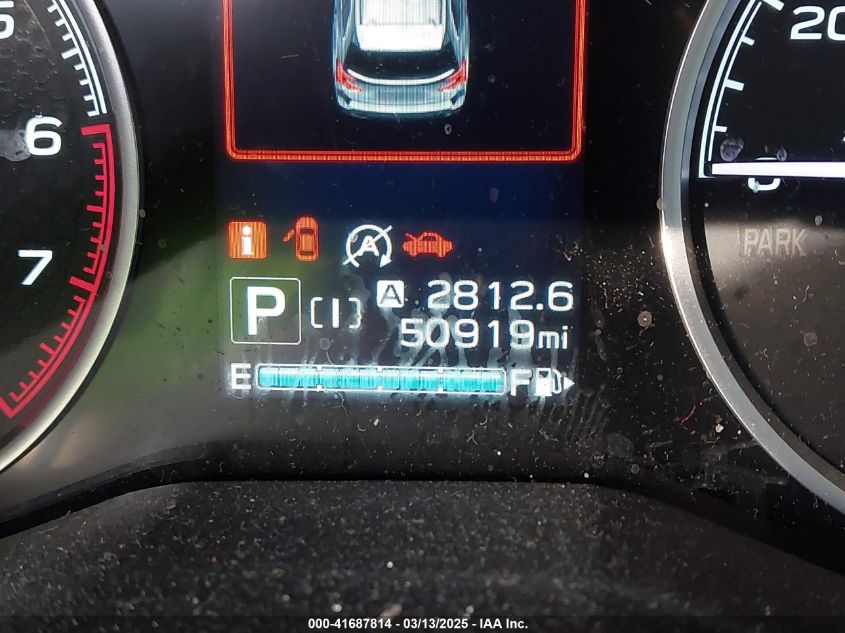 20
6
7
PARK
i
A
P [I] A 2812.6
50919mi
E F
000-41687814 - 03/13/2025 - IAA Inc.